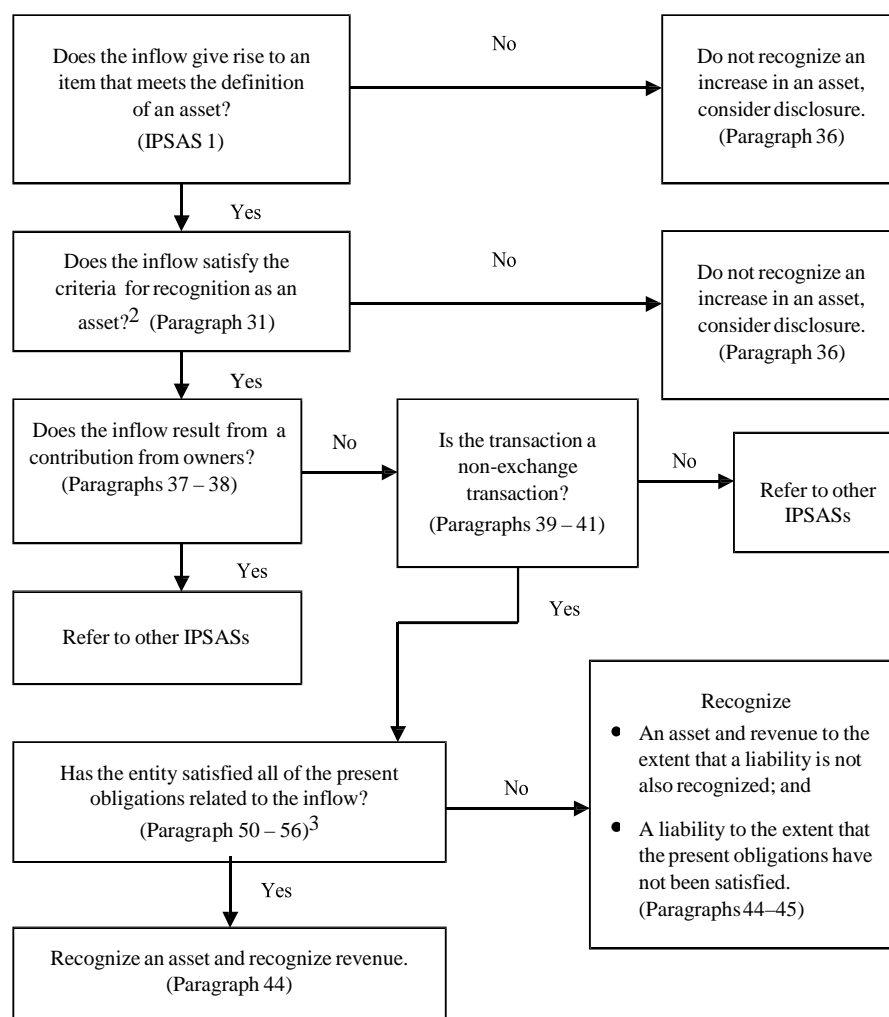 Does the inflow give rise to an
item that meets the definition
of an asset?
(IPSAS 1)
No
Do not recognize an
increase in an asset,
consider disclosure.
(Paragraph 36)
Yes
Does the inflow satisfy the
criteria for recognition as an
asset?2 (Paragraph 31)
No
Do not recognize an
increase in an asset,
consider disclosure.
(Paragraph 36)
Yes
Does the inflow result from a
contribution from owners?
(Paragraphs 37 – 38)
No
Is the transaction a
non-exchange
transaction?
(Paragraphs 39 – 41)
No
Refer to other
IPSASs
Yes
Refer to other IPSASs
Yes
Has the entity satisfied all of the present
obligations related to the inflow?
(Paragraph 50 – 56)3
No
Recognize
• An asset and revenue to the
extent that a liability is not
also recognized; and
• A liability to the extent that
the present obligations have
not been satisfied.
(Paragraphs 44–45)
Yes
Recognize an asset and recognize revenue.
(Paragraph 44)